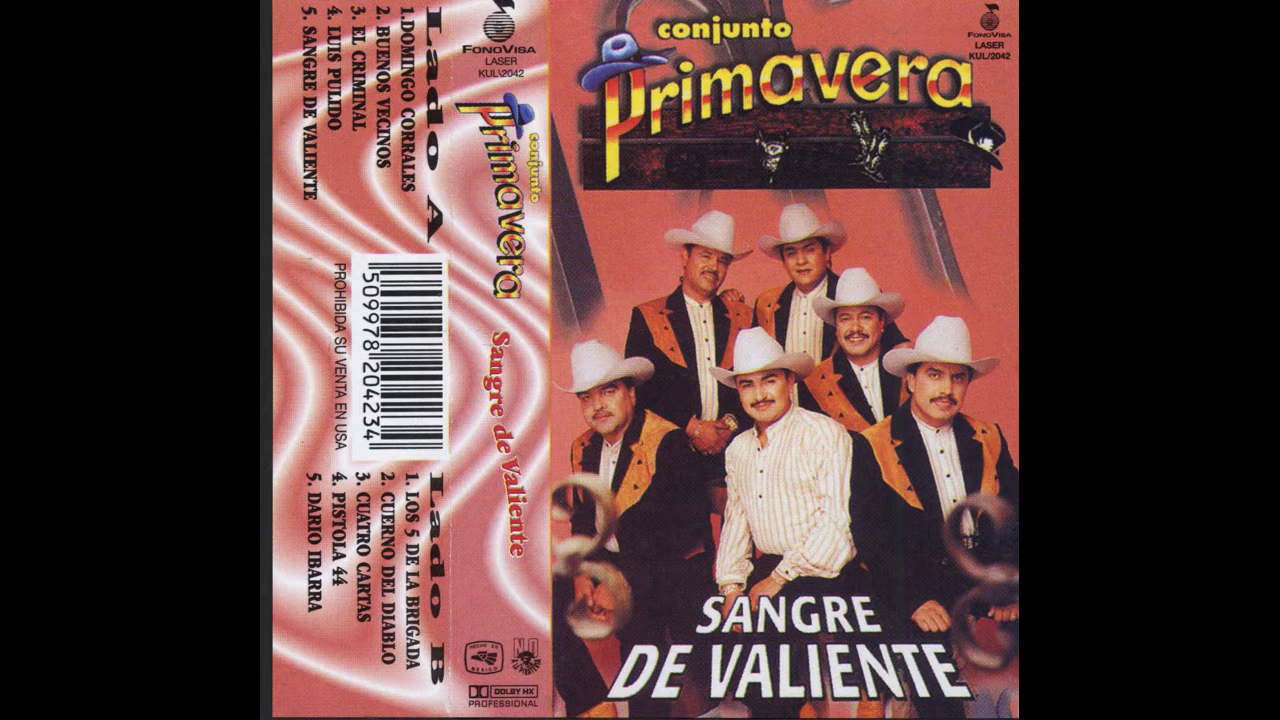 Lado A
1.DOMINGO CORRALES
2. BUENOS VECINOS
3. EL CRIMINAL
4. LUIS PULIDO
5. SANGRE DE VALIENTE
509978 204234
PROHIBIDA SU VENTA EN USA
Lado B
1. LOS 5 DE LA BRIGADA
2. CUERNO DEL DIABLO
3. CUATRO CARTAS
4. PISTOLA 44
5. DARIO IBARRA
FONOVISA
LASER
KUL\2042
conjunto
Primavera
Sangre de Valiente
HECHO EN
MEXICO
DOLBY HX
PROFESSIONAL
conjunto
Primavera
FONOVISA
LASER
KUL/2042
SANGRE
DE VALIENTE